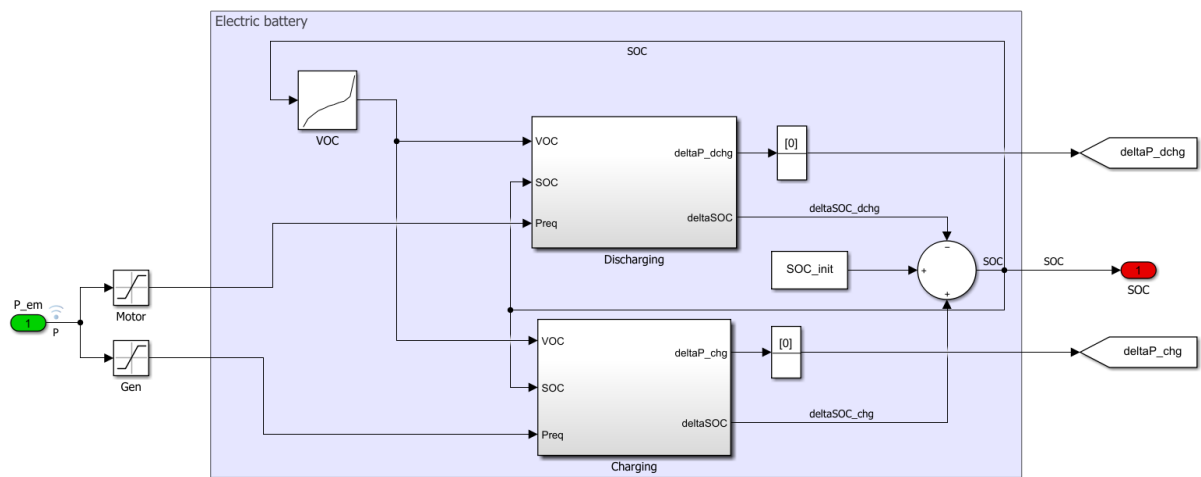 Electric battery
SOC
VOC
VOC
SOC
Preq
deltaP_dchg
deltaSOC
Discharging
[0]
deltaP_dchg
deltaSOC_dchg
SOC_init
−
+
+
SOC
SOC
1
SOC
P_em
1
P
Motor
Gen
VOC
SOC
Preq
deltaP_chg
deltaSOC
Charging
[0]
deltaP_chg
deltaSOC_chg